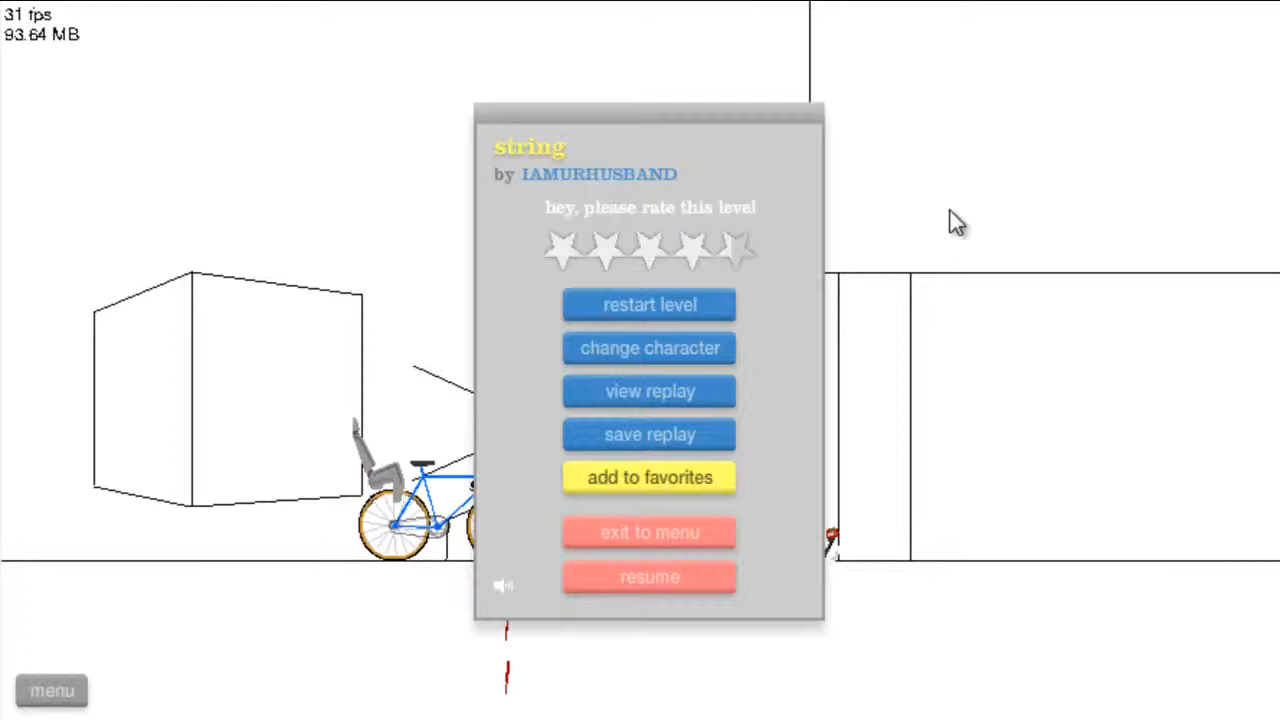 31 fps
93.64 MB
string
by IAMURHUSBAND
hey, please rate this level
restart level
change character
view replay
save replay
add to favorites
exit to menu
resume
menu